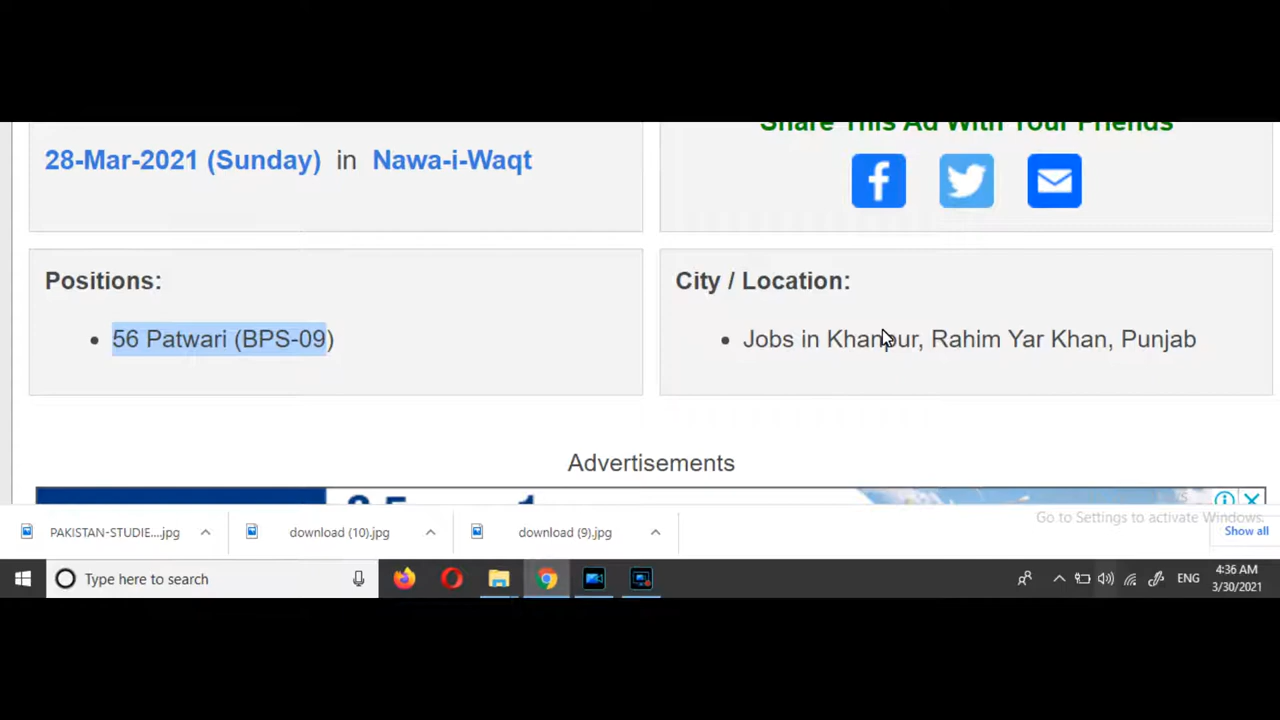 Share This Ad With Your Friends
28-Mar-2021 (Sunday) in Nawa-i-Waqt
Positions:
56 Patwari (BPS-09)
City / Location:
Jobs in Khanpur, Rahim Yar Khan, Punjab
Advertisements
Go to Settings to activate Windows.
PAKISTAN-STUDIE....jpg
download (10).jpg
download (9).jpg
Show all
Type here to search
ENG
4:36 AM
3/30/2021